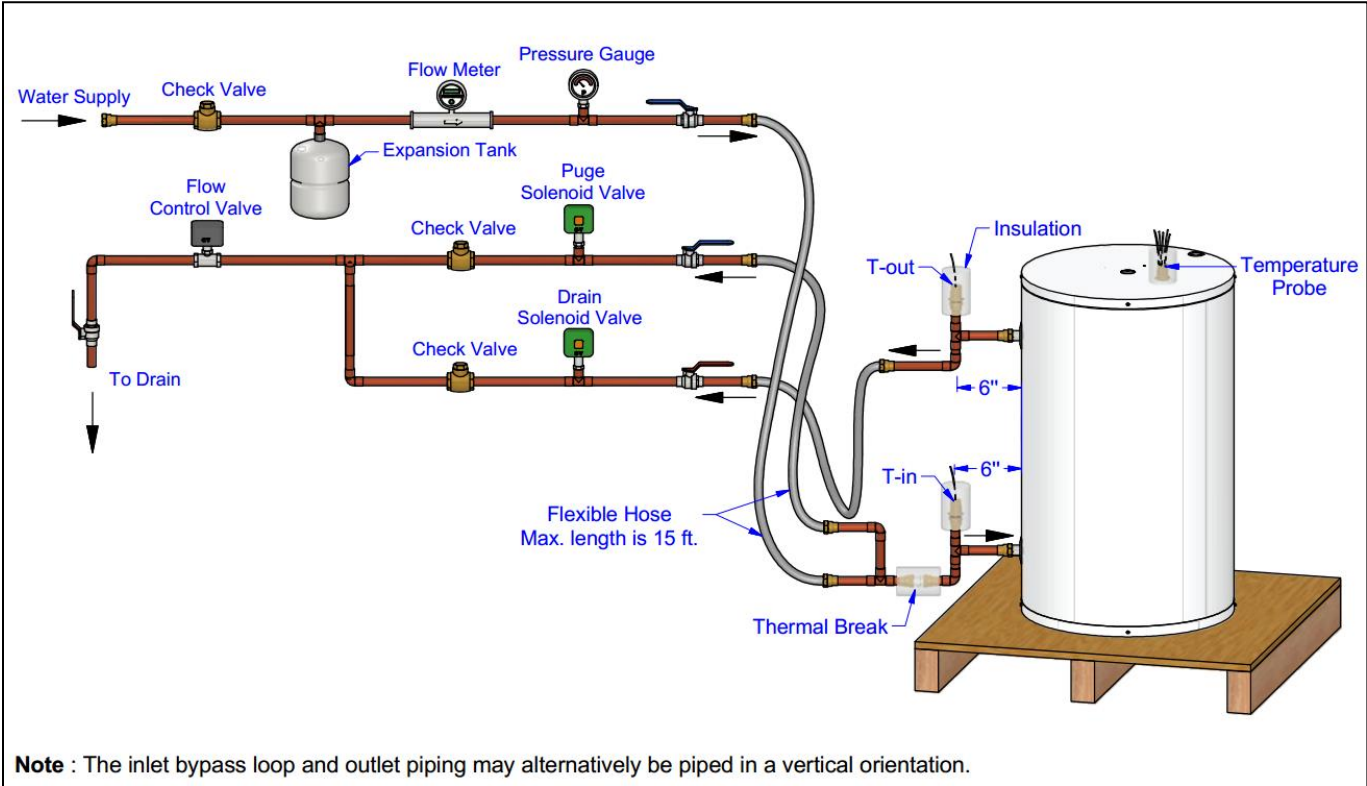 Pressure Gauge
Flow Meter
Check Valve
Water Supply
Expansion Tank
Flow
Control Valve
Puge
Solenoid Valve
Check Valve
Insulation
T-out
Temperature
Probe
Drain
Solenoid Valve
Check Valve
To Drain
6"
6"
T-in
Flexible Hose
Max. length is 15 ft.
Thermal Break
Note : The inlet bypass loop and outlet piping may alternatively be piped in a vertical orientation.